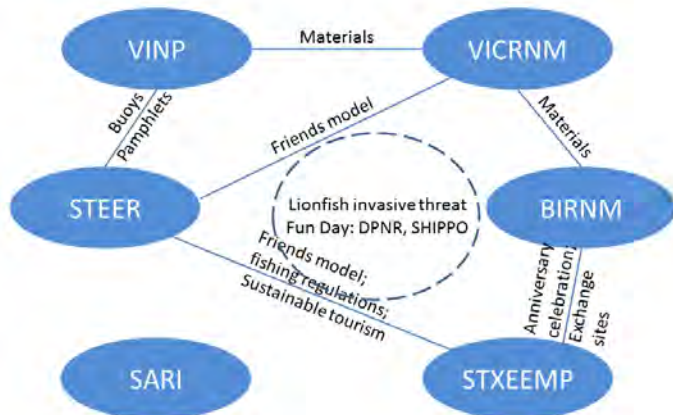 VINP
Materials
VICRNM
Buoys
Pamphlets
Friends model
Materials
STEER
Lionfish invasive threat
Fun Day: DPNR, SHIPPO
BIRNM
Friends model;
fishing regulations;
Sustainable tourism
Anniversary
celebration;
Exchange
sites
SARI
STXEEMP